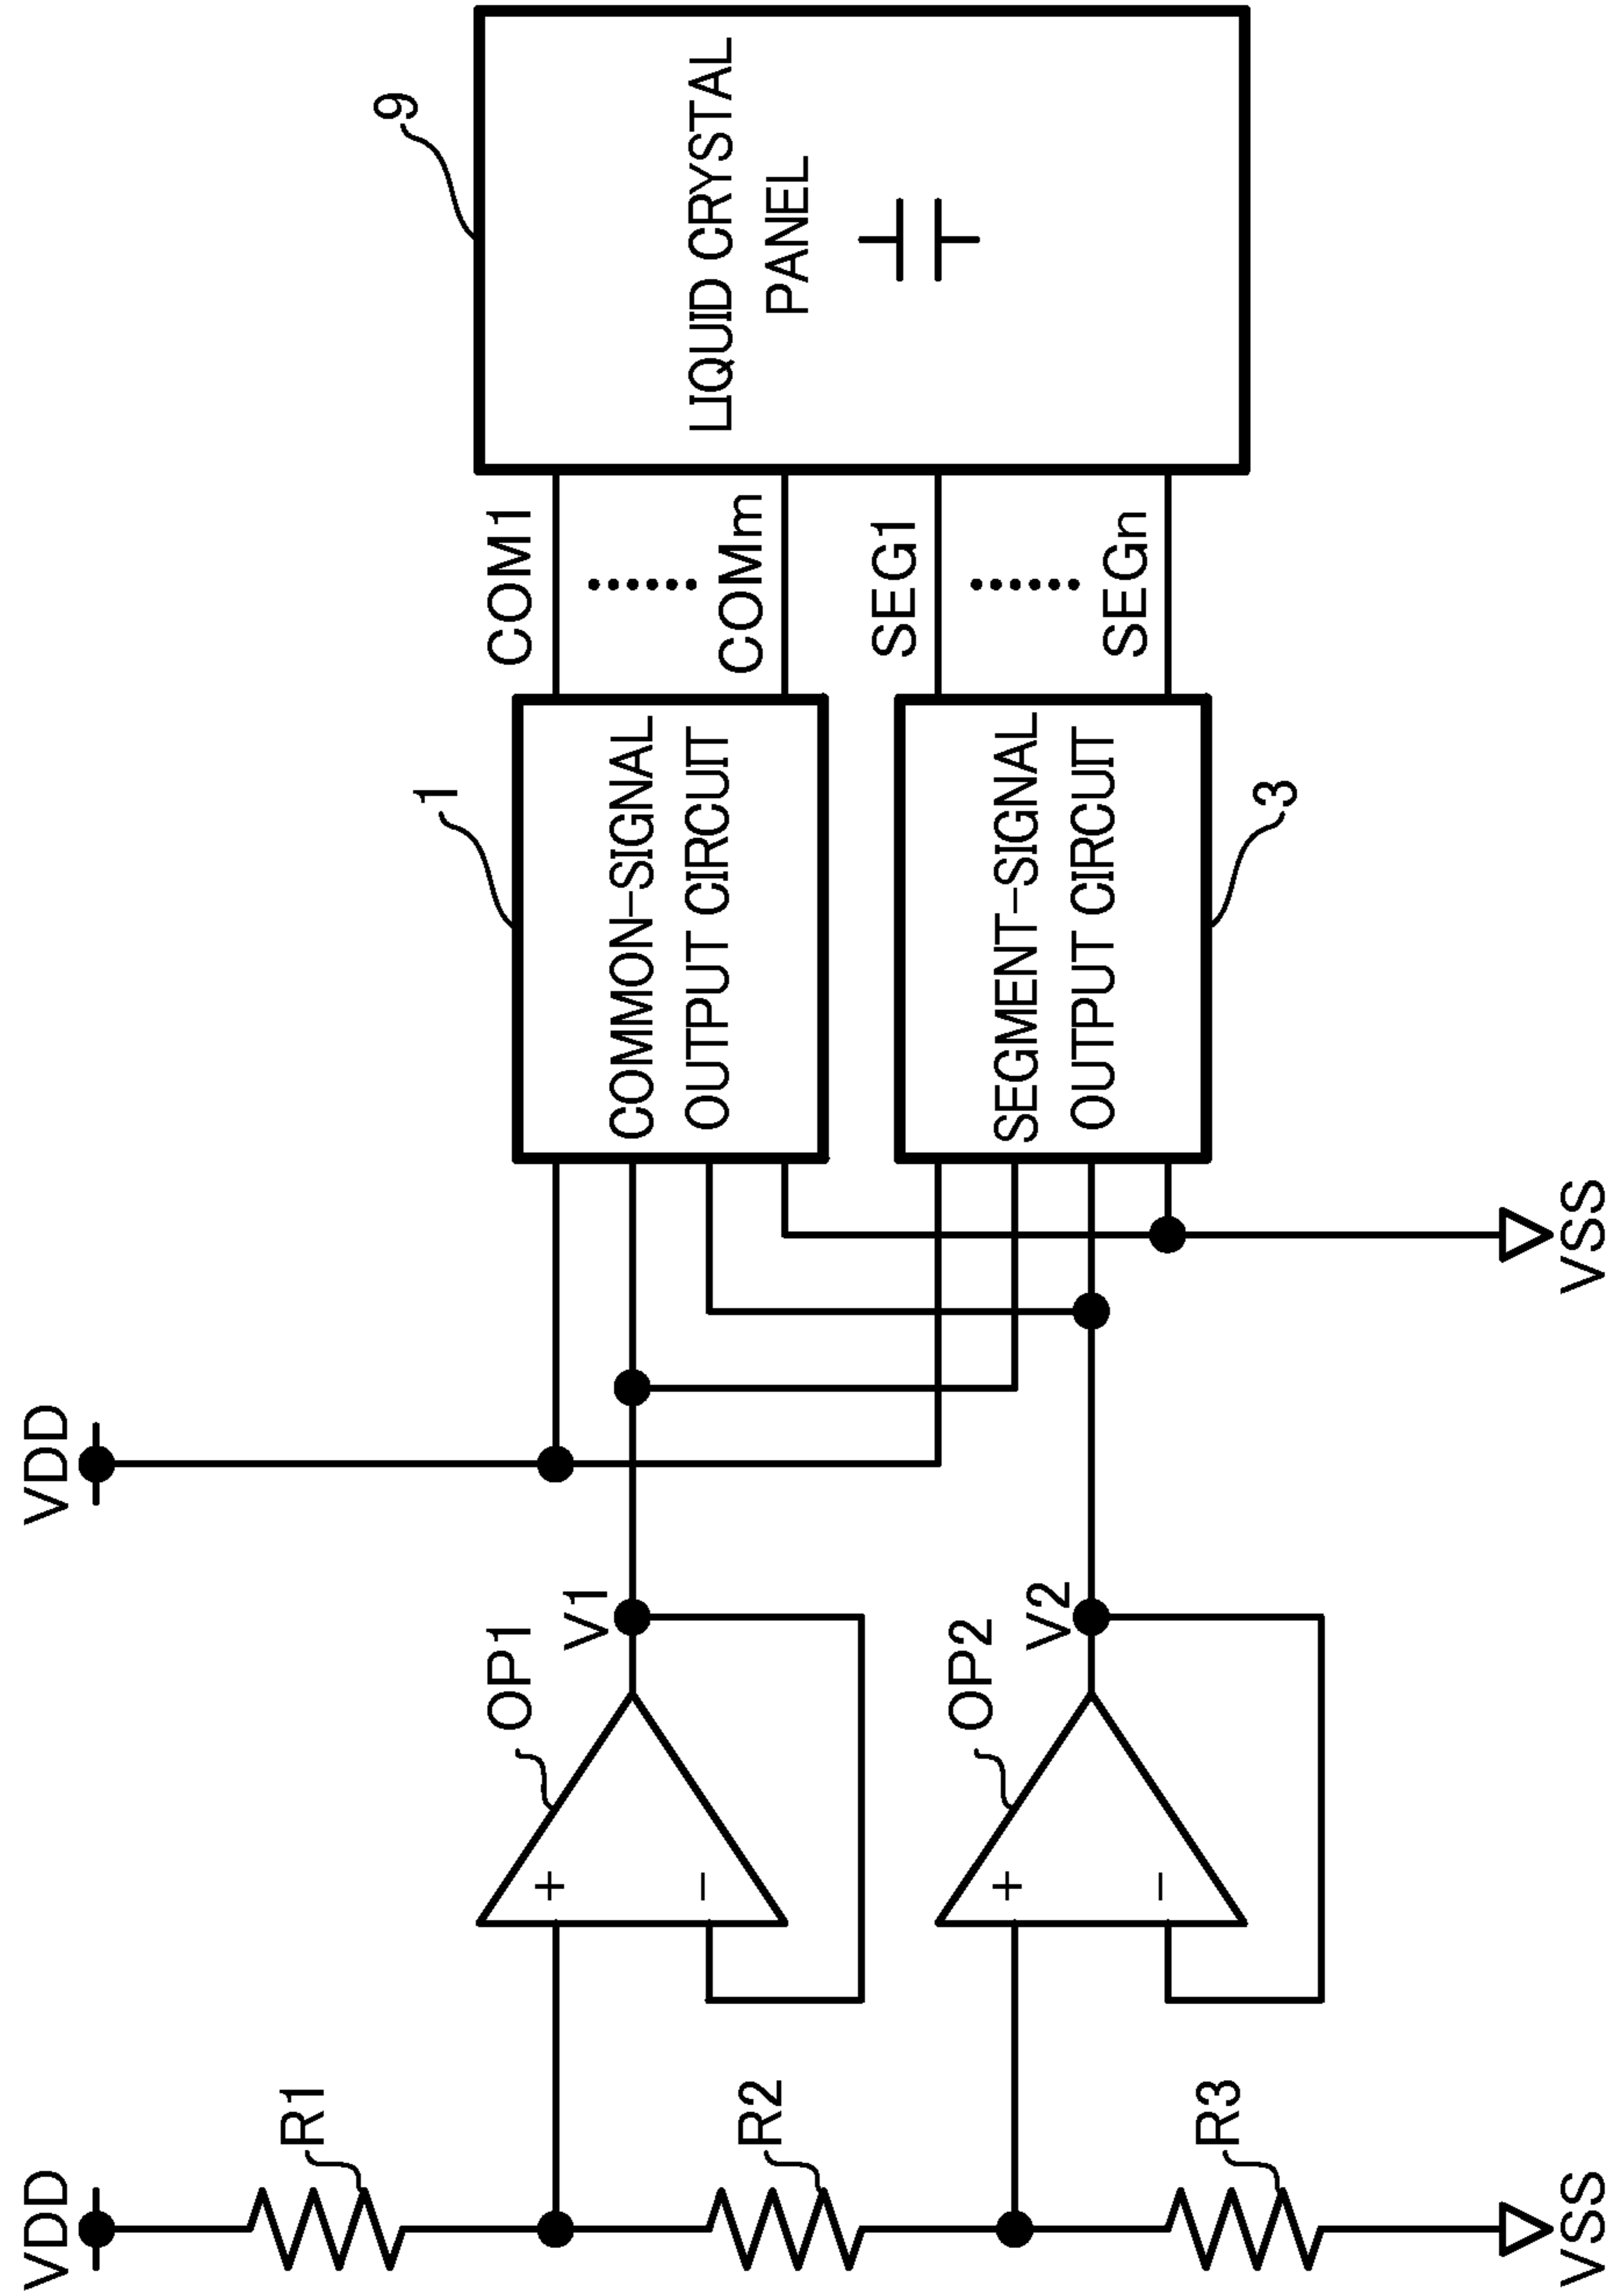 VDD
R1
R2
R3
VSS
OP1
+
−
V1
OP2
+
−
V2
VDD
VSS
1
COMMON-SIGNAL
OUTPUT CIRCUIT
SEGMENT-SIGNAL
OUTPUT CIRCUIT
3
COM1
COMm
SEG1
SEGn
9
LIQUID CRYSTAL
PANEL